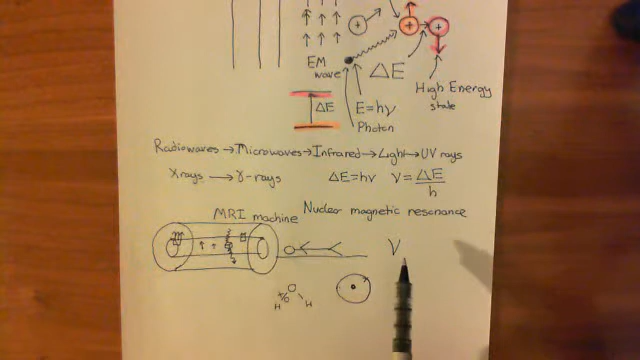 EM
wave
ΔE
High Energy
state
ΔE
E=hν
Photon
Radiowaves→Microwaves→Infrared→Light→UV rays
Xrays → γ-rays ΔE=hν ν=ΔE/h
MRI machine Nuclear magnetic resonance
ν
O
H H